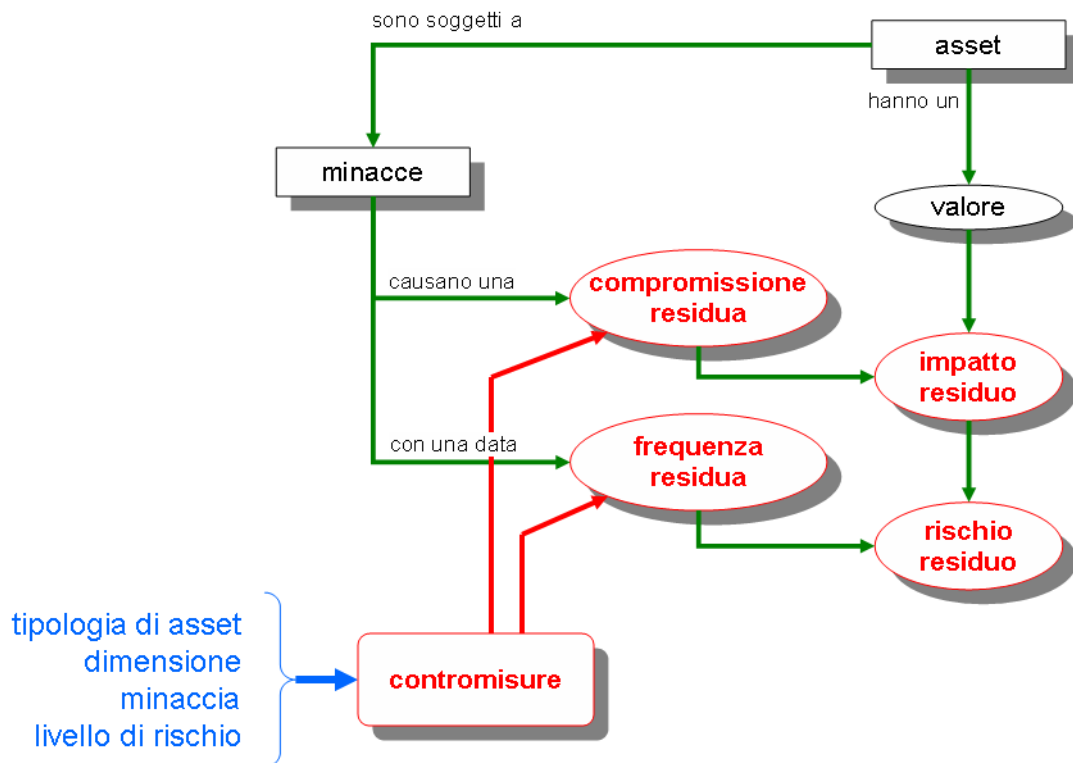 sono soggetti a
asset
hanno un
minacce
valore
causano una
compromissione
residua
impatto
residuo
con una data
frequenza
residua
rischio
residuo
tipologia di asset
dimensione
minaccia
livello di rischio
contromisure